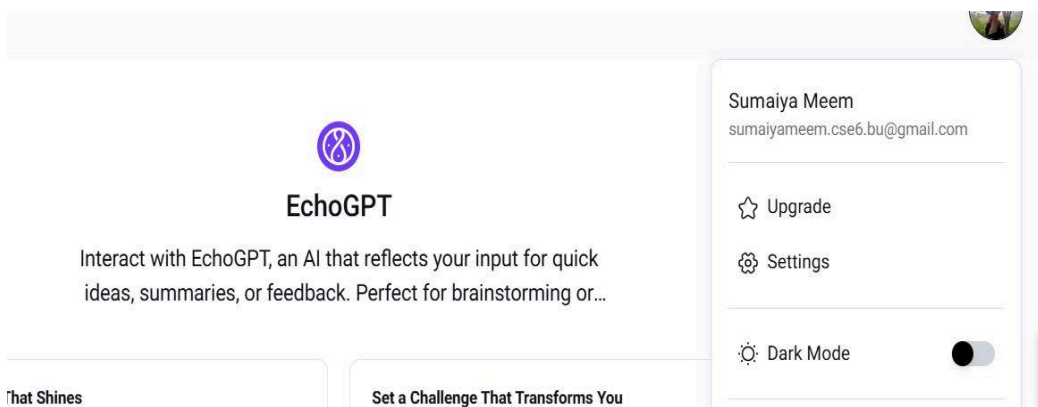 EchoGPT
Interact with EchoGPT, an AI that reflects your input for quick
ideas, summaries, or feedback. Perfect for brainstorming or...
That Shines
Set a Challenge That Transforms You
Sumaiya Meem
sumaiyameem.cse6.bu@gmail.com
Upgrade
Settings
Dark Mode